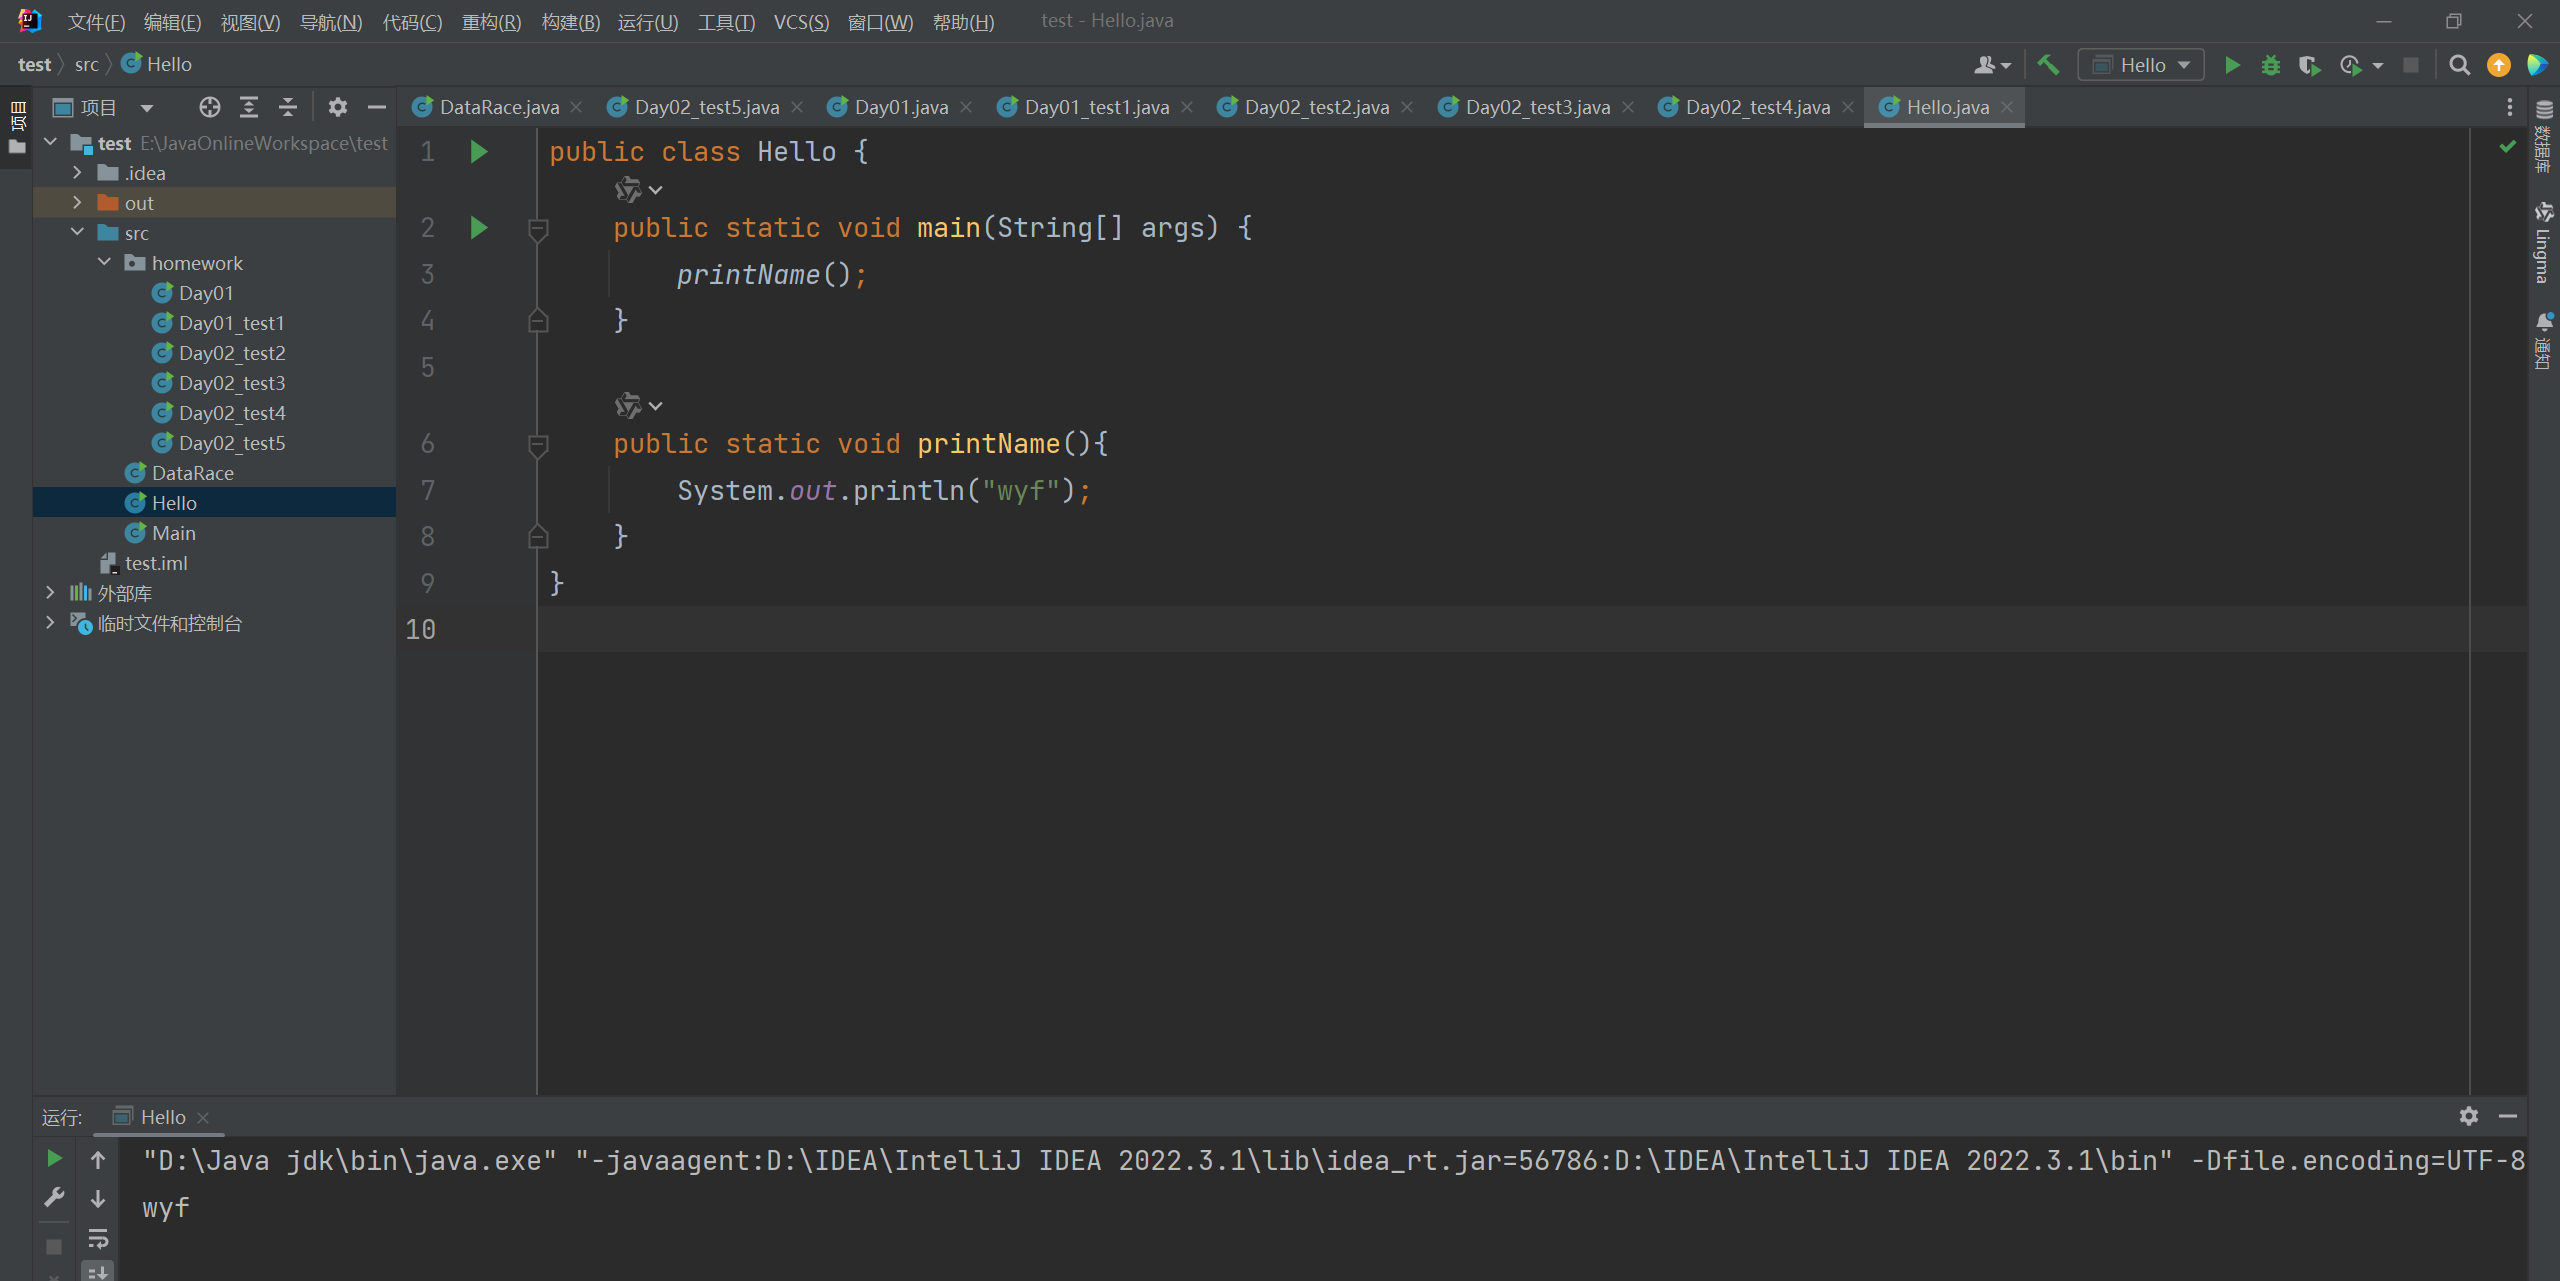 文件(F) 编辑(E) 视图(V) 导航(N) 代码(C) 重构(R) 构建(B) 运行(U) 工具(T) VCS(S) 窗口(W) 帮助(H) test - Hello.java
test src Hello
Hello
项目
项目
DataRace.java Day02_test5.java Day01.java Day01_test1.java Day02_test2.java Day02_test3.java Day02_test4.java Hello.java
test E:\JavaOnlineWorkspace\test
.idea
out
src
homework
Day01
Day01_test1
Day02_test2
Day02_test3
Day02_test4
Day02_test5
DataRace
Hello
Main
test.iml
外部库
临时文件和控制台
1 public class Hello {
2 public static void main(String[] args) {
3 printName();
4 }
5
6 public static void printName(){
7 System.out.println("wyf");
8 }
9 }
10
数据库
Lingma
通知
运行: Hello
"D:\Java jdk\bin\java.exe" "-javaagent:D:\IDEA\IntelliJ IDEA 2022.3.1\lib\idea_rt.jar=56786:D:\IDEA\IntelliJ IDEA 2022.3.1\bin" -Dfile.encoding=UTF-8
wyf